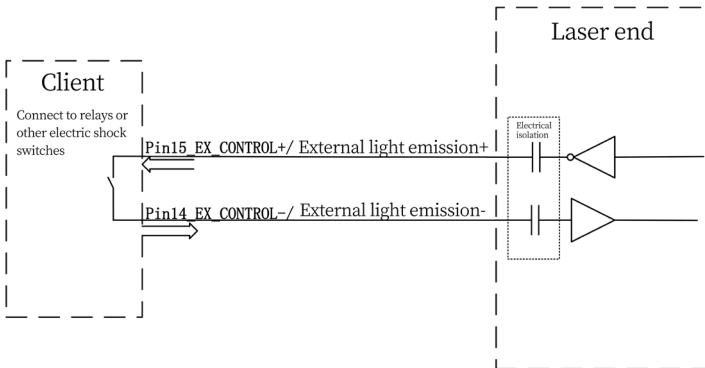 Laser end
Client
Connect to relays or
other electric shock
switches
Electrical
isolation
Pin15_EX_CONTROL+/ External light emission+
Pin14_EX_CONTROL-/ External light emission-